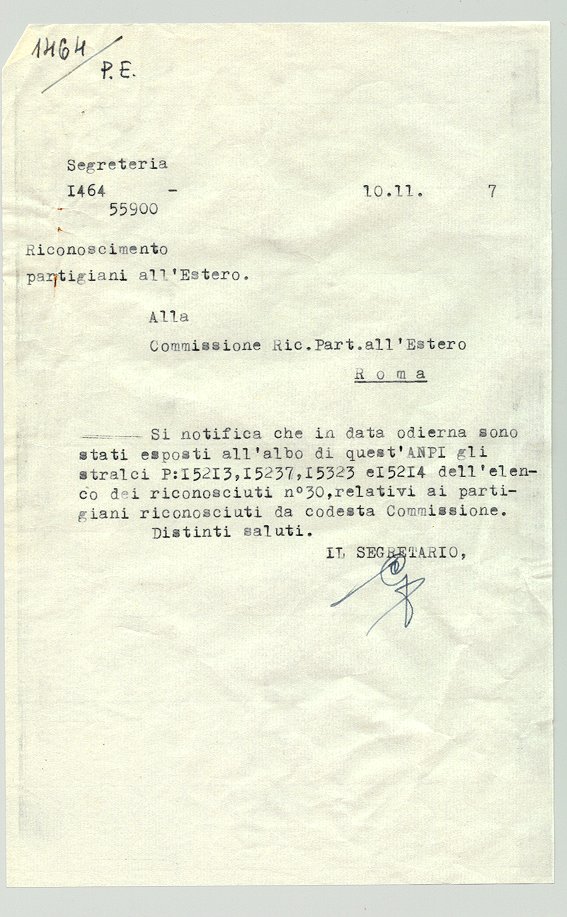 1464/
P.E.
Segreteria
I464 -
10.11. 7
55900
Riconoscimento
partigiani all'Estero.
Alla
Commissione Ric.Part.all'Estero
R o m a
Si notifica che in data odierna sono
stati esposti all'albo di quest'ANPI gli
stralci P:I52I3,I5237,I5323 eI52I4 dell'elen-
co dei riconosciuti n°30,relativi ai parti-
giani riconosciuti da codesta Commissione.
Distinti saluti.
IL SEGRETARIO,